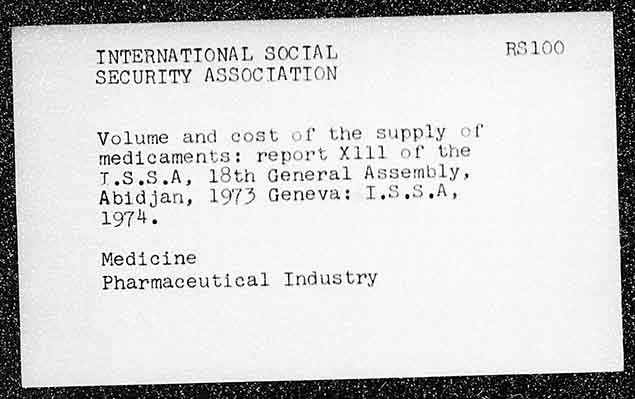 INTERNATIONAL SOCIAL RS100
SECURITY ASSOCIATION
Volume and cost of the supply of
medicaments: report X111 of the
I.S.S.A, 18th General Assembly,
Abidjan, 1973 Geneva: I.S.S.A,
1974.
Medicine
Pharmaceutical Industry